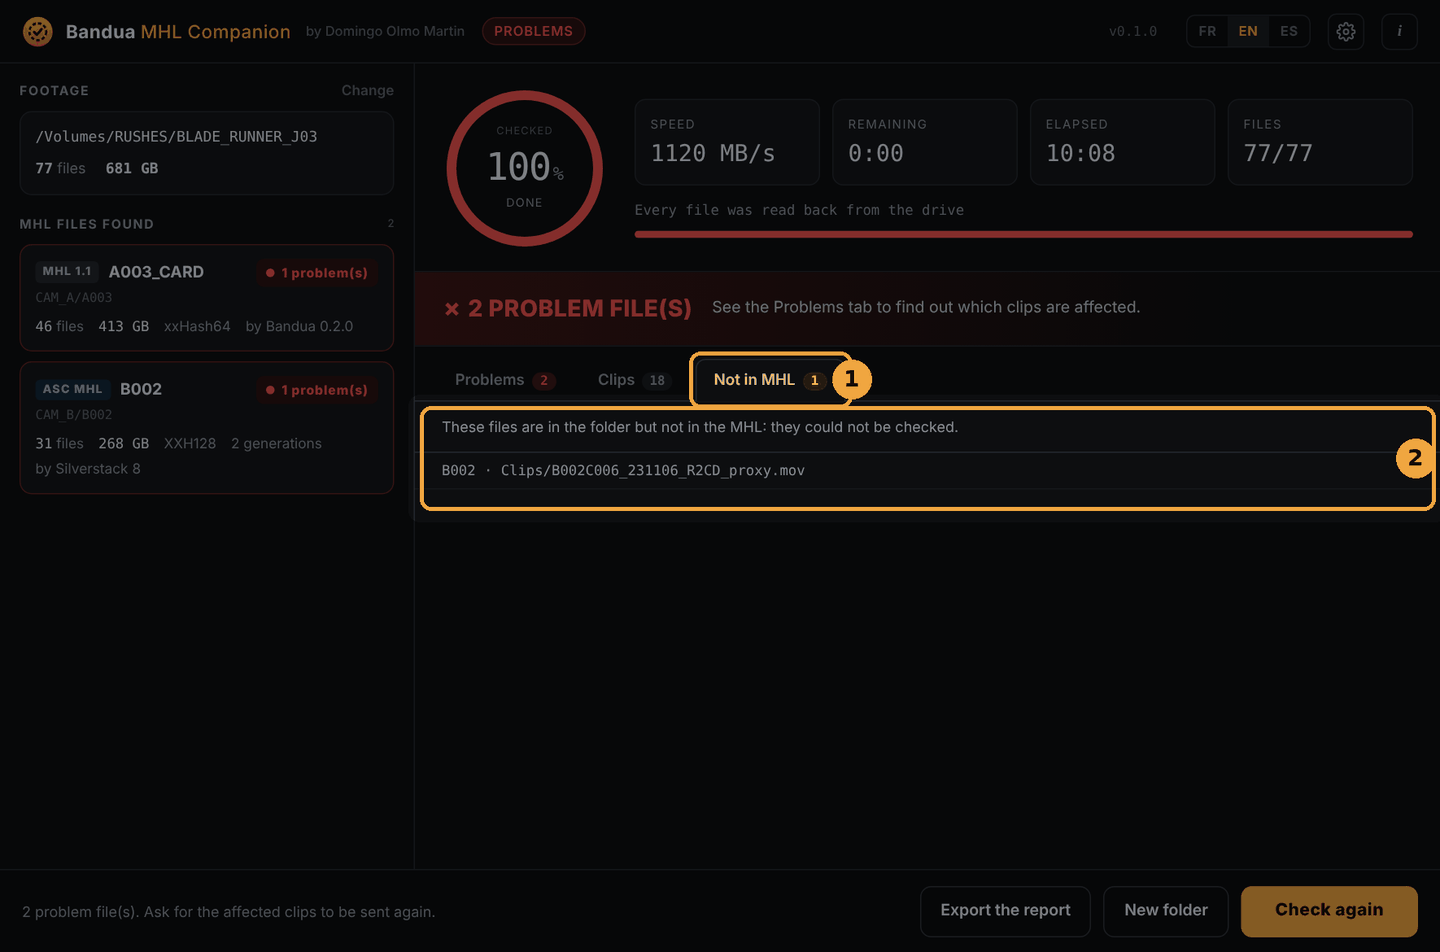 Bandua MHL Companion by Domingo Olmo Martin PROBLEMS v0.1.0 FR EN ES i
FOOTAGE Change
/Volumes/RUSHES/BLADE_RUNNER_J03
77 files 681 GB
MHL FILES FOUND 2
MHL 1.1 A003_CARD 1 problem(s)
CAM_A/A003
46 files 413 GB xxHash64 by Bandua 0.2.0
ASC MHL B002 1 problem(s)
CAM_B/B002
31 files 268 GB XXH128 2 generations
by Silverstack 8
CHECKED
100%
DONE
SPEED
1120 MB/s
REMAINING
0:00
ELAPSED
10:08
FILES
77/77
Every file was read back from the drive
× 2 PROBLEM FILE(S) See the Problems tab to find out which clips are affected.
Problems 2 Clips 18 Not in MHL 1 1
These files are in the folder but not in the MHL: they could not be checked.
B002 · Clips/B002C006_231106_R2CD_proxy.mov
2
2 problem file(s). Ask for the affected clips to be sent again.
Export the report New folder Check again